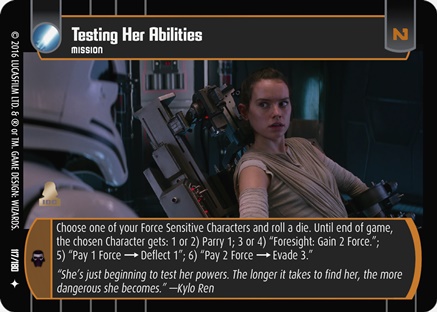 Testing Her Abilities
MISSION
N
Choose one of your Force Sensitive Characters and roll a die. Until end of game,
the chosen Character gets: 1 or 2) Parry 1; 3 or 4) “Foresight: Gain 2 Force.”;
5) “Pay 1 Force → Deflect 1”; 6) “Pay 2 Force → Evade 3.”
“She’s just beginning to test her powers. The longer it takes to find her, the more
dangerous she becomes.” —Kylo Ren
© 2016 LUCASFILM LTD. & ® or TM. GAME DESIGN: WIZARDS.
117/180